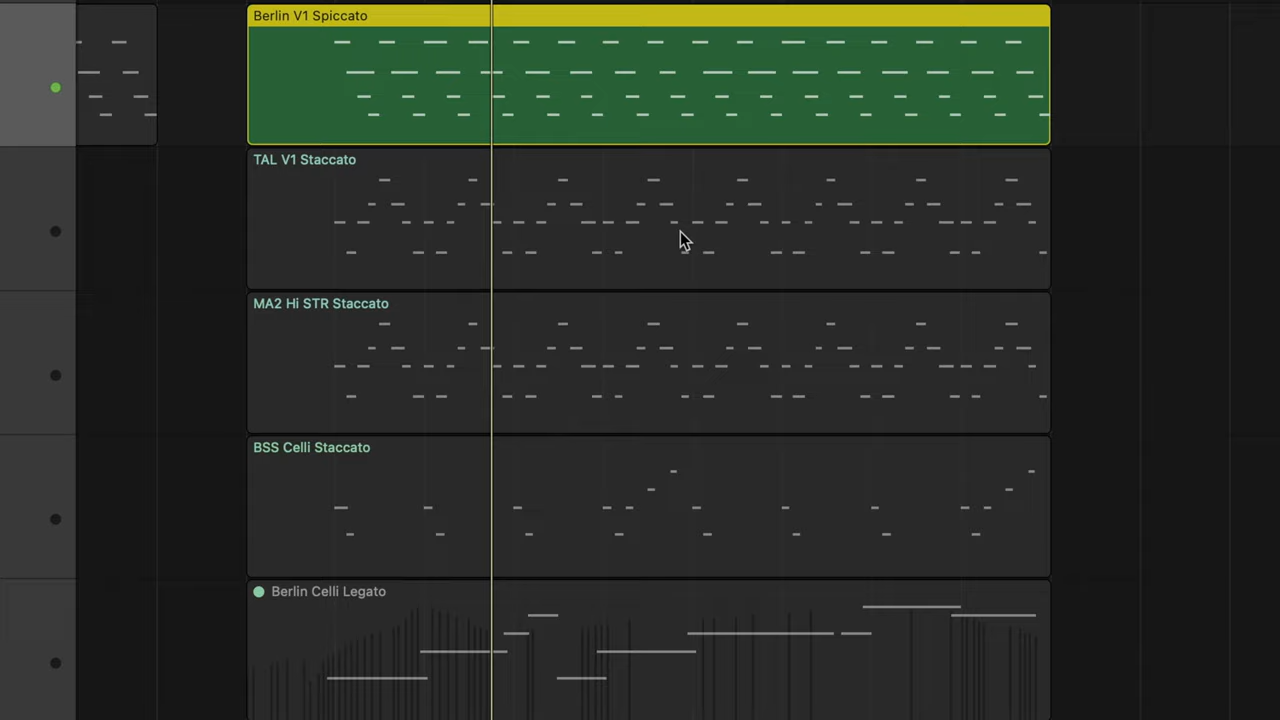 Berlin V1 Spiccato
TAL V1 Staccato
MA2 Hi STR Staccato
BSS Celli Staccato
Berlin Celli Legato